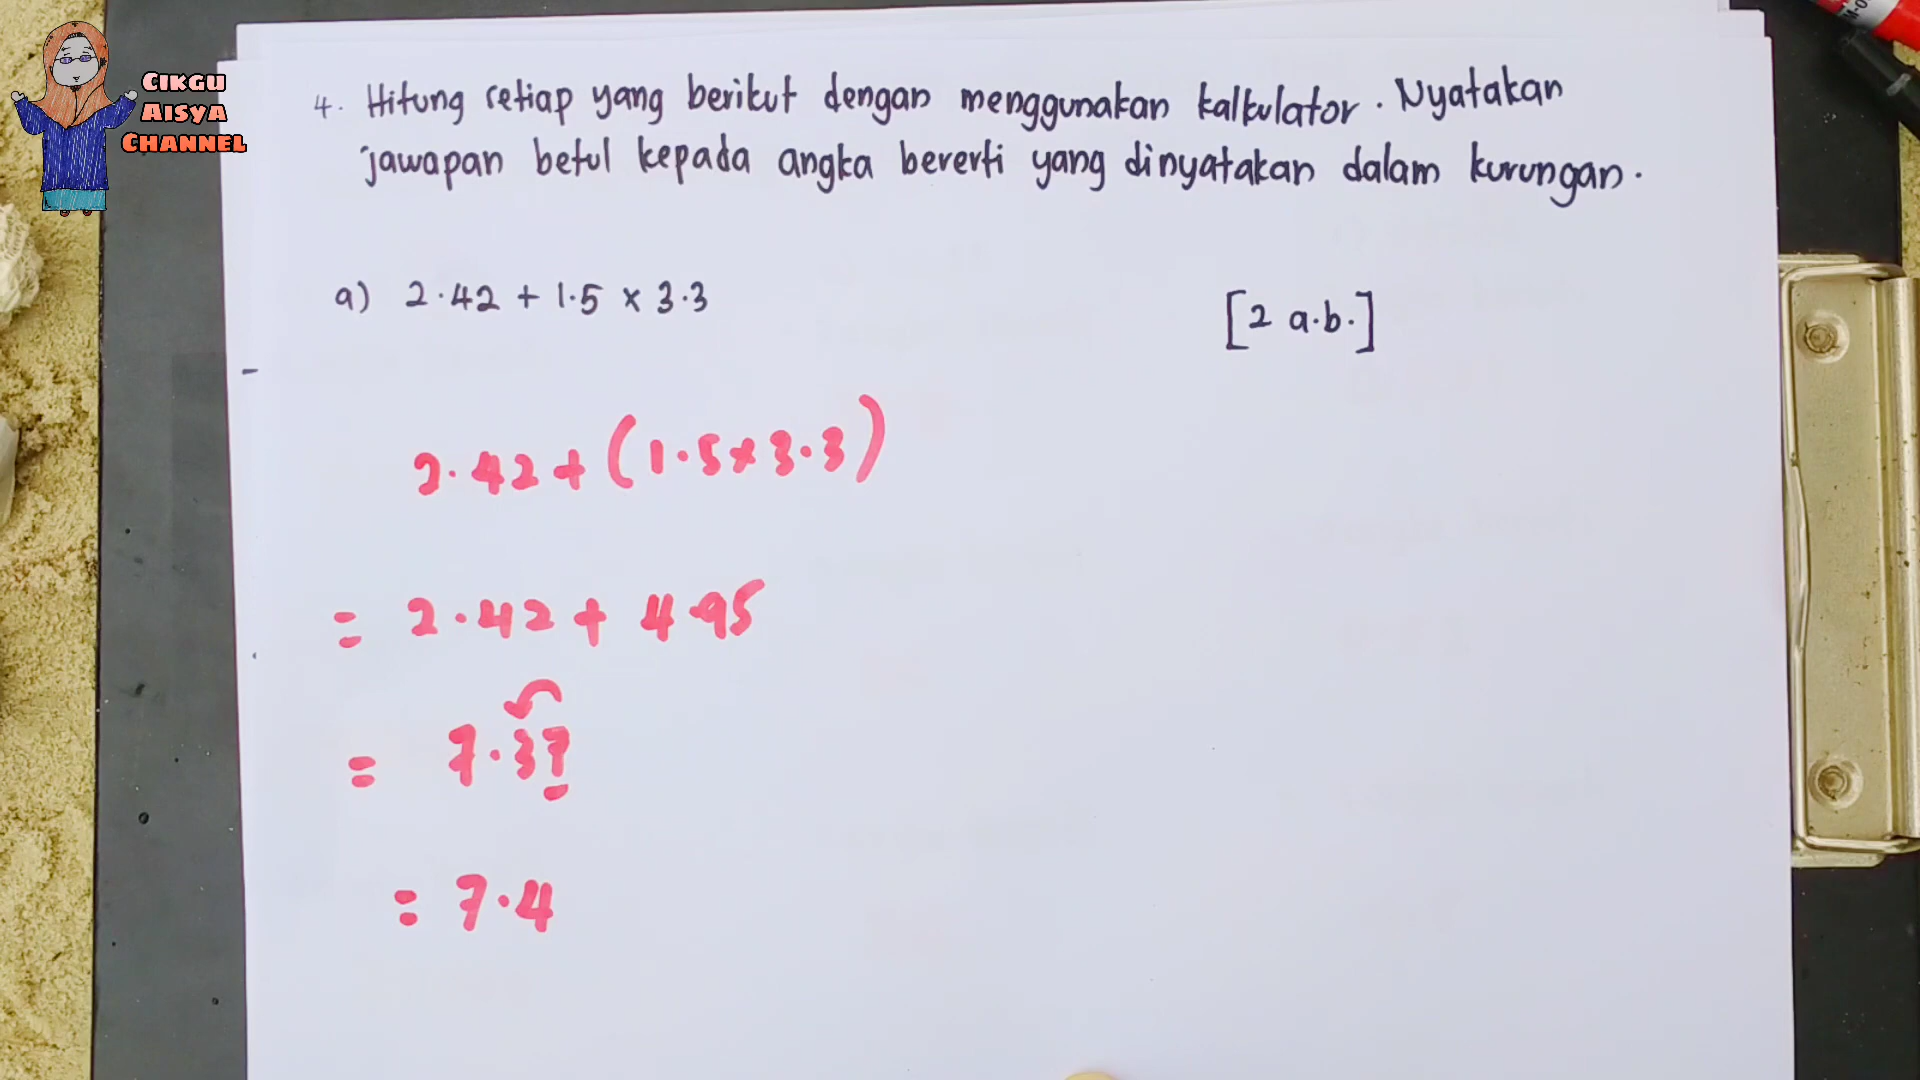 CIKGU
AISYA
CHANNEL
4. Hitung setiap yang berikut dengan menggunakan kalkulator. Nyatakan
jawapan betul kepada angka bererti yang dinyatakan dalam kurungan.
a) 2.42 + 1.5 x 3.3 [2 a.b.]
2.42 + (1.5 x 3.3)
= 2.42 + 4.95
= 7.37
= 7.4